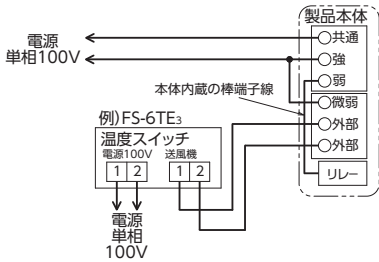 製品本体
電源
単相100V
共通
強
弱
本体内蔵の棒端子線
微弱
外部
外部
リレー
例)FS-6TE3
温度スイッチ
電源100V 送風機
1 2 1 2
電源
単相
100V